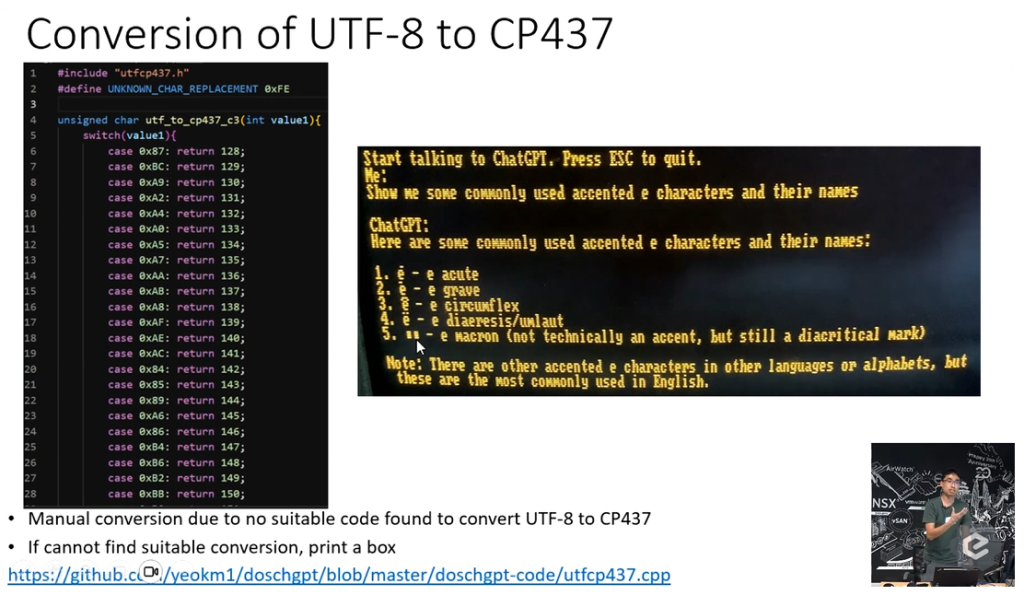 Conversion of UTF-8 to CP437
1 #include "utfcp437.h"
2 #define UNKNOWN_CHAR_REPLACEMENT 0xFE
3
4 unsigned char utf_to_cp437_c3(int value1){
5 switch(value1){
6 case 0x87: return 128;
7 case 0xBC: return 129;
8 case 0xA9: return 130;
9 case 0xA2: return 131;
10 case 0xA4: return 132;
11 case 0xA0: return 133;
12 case 0xA5: return 134;
13 case 0xA7: return 135;
14 case 0xAA: return 136;
15 case 0xAB: return 137;
16 case 0xA8: return 138;
17 case 0xAF: return 139;
18 case 0xAE: return 140;
19 case 0xAC: return 141;
20 case 0x84: return 142;
21 case 0x85: return 143;
22 case 0x89: return 144;
23 case 0xA6: return 145;
24 case 0x86: return 146;
25 case 0xB4: return 147;
26 case 0xB6: return 148;
27 case 0xB2: return 149;
28 case 0xBB: return 150;
Start talking to ChatGPT. Press ESC to quit.
Me:
Show me some commonly used accented e characters and their names
ChatGPT:
Here are some commonly used accented e characters and their names:
1. é - e acute
2. è - e grave
3. ê - e circumflex
4. ë - e diaeresis/umlaut
5. ■■ - e macron (not technically an accent, but still a diacritical mark)
Note: There are other accented e characters in other languages or alphabets, but
these are the most commonly used in English.
• Manual conversion due to no suitable code found to convert UTF-8 to CP437
• If cannot find suitable conversion, print a box
https://github.co /yeokm1/doschgpt/blob/master/doschgpt-code/utfcp437.cpp
AirWatch
NSX
vSAN